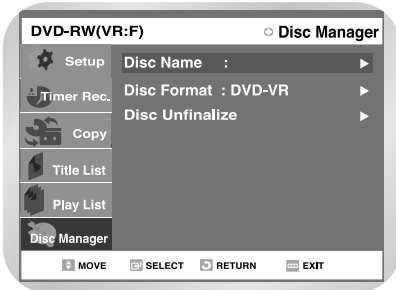 DVD-RW(VR:F) Disc Manager
Setup
Timer Rec.
Copy
Title List
Play List
Disc Manager
Disc Name :
Disc Format : DVD-VR
Disc Unfinalize
MOVE SELECT RETURN EXIT